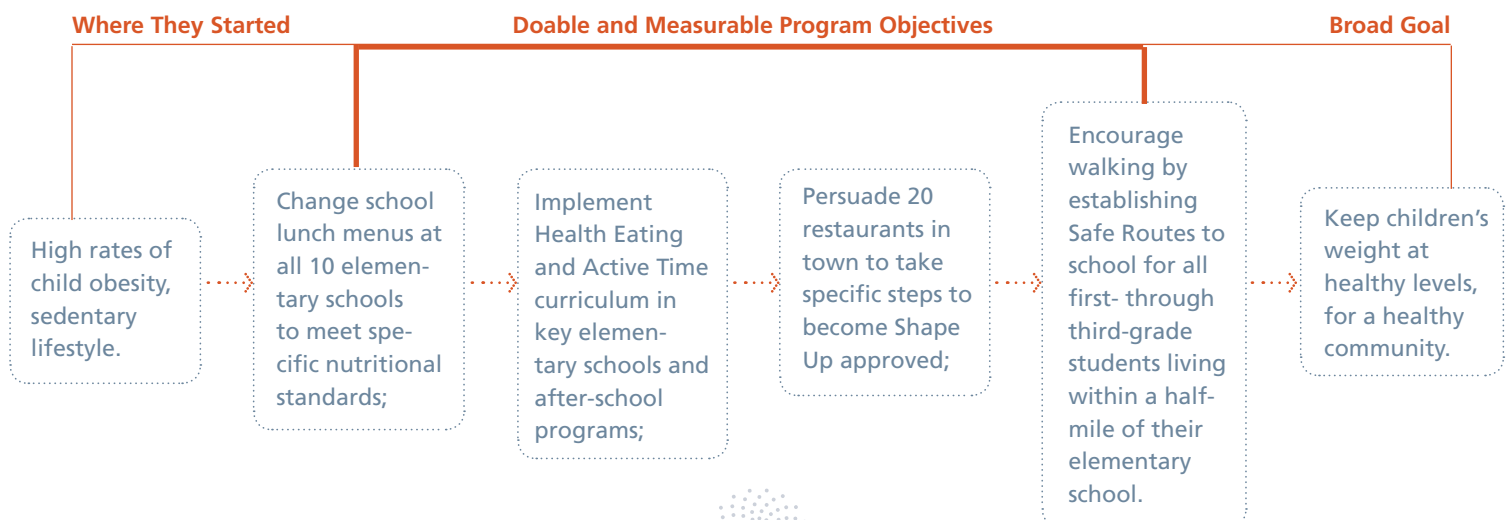 Where They Started
Doable and Measurable Program Objectives
Broad Goal
High rates of
child obesity,
sedentary
lifestyle.
Change school
lunch menus at
all 10 elemen-
tary schools
to meet spe-
cific nutritional
standards;
Implement
Health Eating
and Active Time
curriculum in
key elemen-
tary schools and
after-school
programs;
Persuade 20
restaurants in
town to take
specific steps to
become Shape
Up approved;
Encourage
walking by
establishing
Safe Routes to
school for all
first- through
third-grade
students living
within a half-
mile of their
elementary
school.
Keep children’s
weight at
healthy levels,
for a healthy
community.